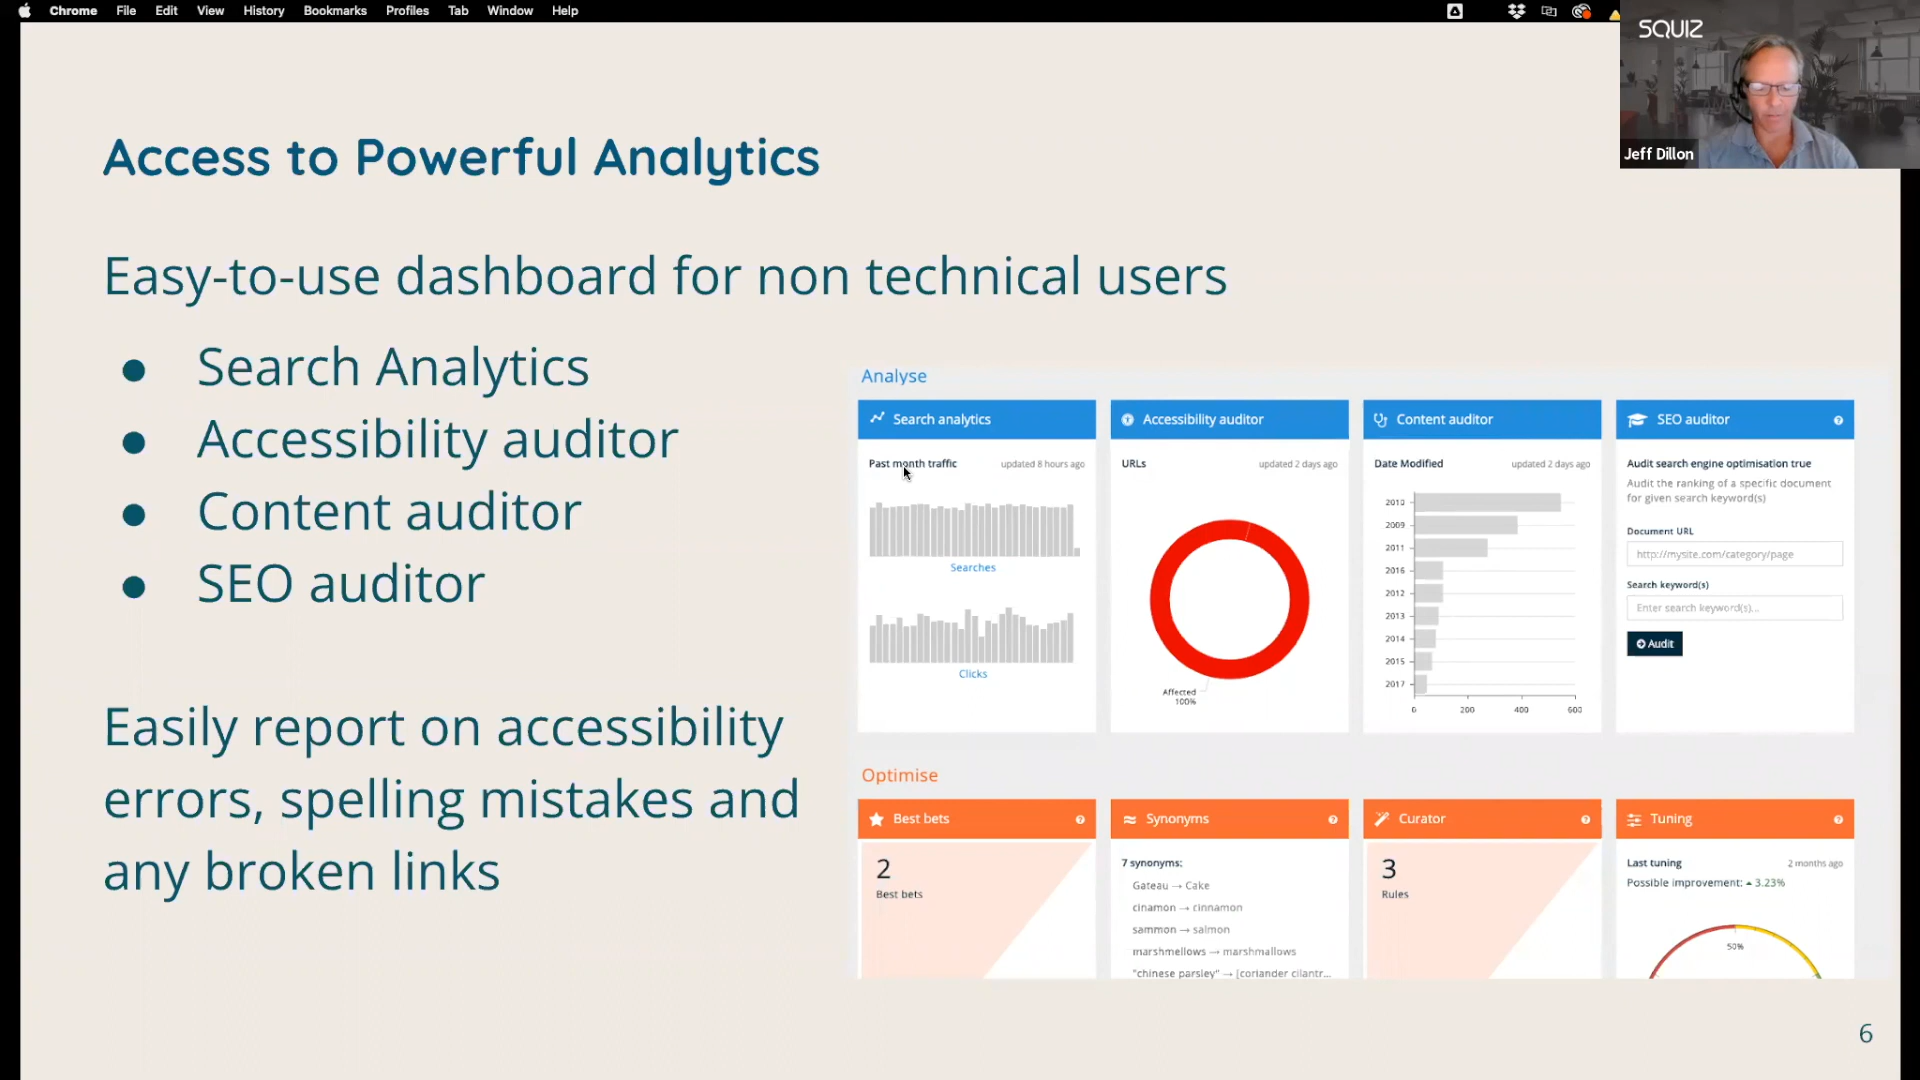 Chrome File Edit View History Bookmarks Profiles Tab Window Help
SQUIZ
Jeff Dillon
Access to Powerful Analytics
Easy-to-use dashboard for non technical users
● Search Analytics
● Accessibility auditor
● Content auditor
● SEO auditor
Easily report on accessibility
errors, spelling mistakes and
any broken links
Analyse
Search analytics
Past month traffic updated 8 hours ago
Searches
Clicks
Accessibility auditor
URLs updated 2 days ago
Affected
100%
Content auditor
Date Modified updated 2 days ago
2010
2009
2011
2016
2012
2013
2014
2015
2017
0 200 400 600
SEO auditor
Audit search engine optimisation true
Audit the ranking of a specific document
for given search keyword(s)
Document URL
http://mysite.com/category/page
Search keyword(s)
Enter search keyword(s)...
Audit
Optimise
Best bets
2
Best bets
Synonyms
7 synonyms:
Gateau → Cake
cinamon → cinnamon
sammon → salmon
marshmellows → marshmallows
"chinese parsley" → [coriander cilantr...
Curator
3
Rules
Tuning
Last tuning 2 months ago
Possible improvement: 3.23%
50%
6